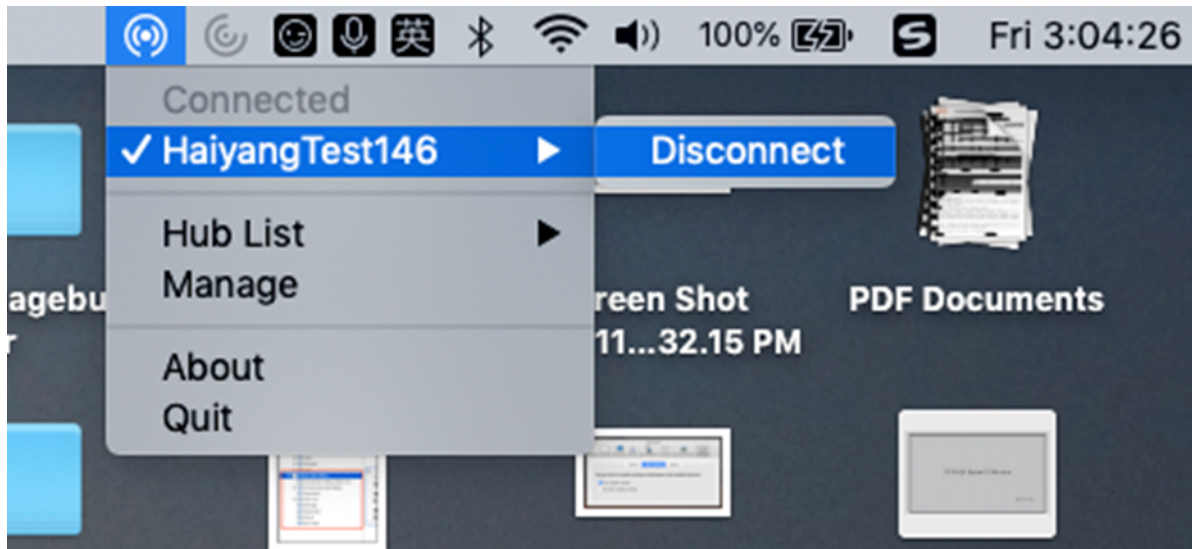 英 100% S Fri 3:04:26
Connected
✓ HaiyangTest146 ▶ Disconnect
Hub List ▶
Manage
agebu
r
reen Shot
11...32.15 PM
PDF Documents
About
Quit